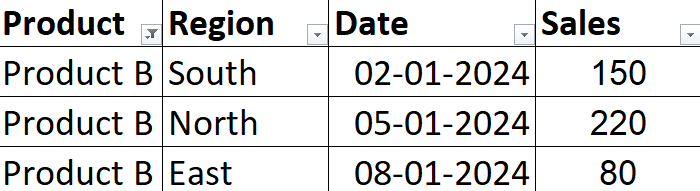 Product Region Date Sales
Product B South 02-01-2024 150
Product B North 05-01-2024 220
Product B East 08-01-2024 80